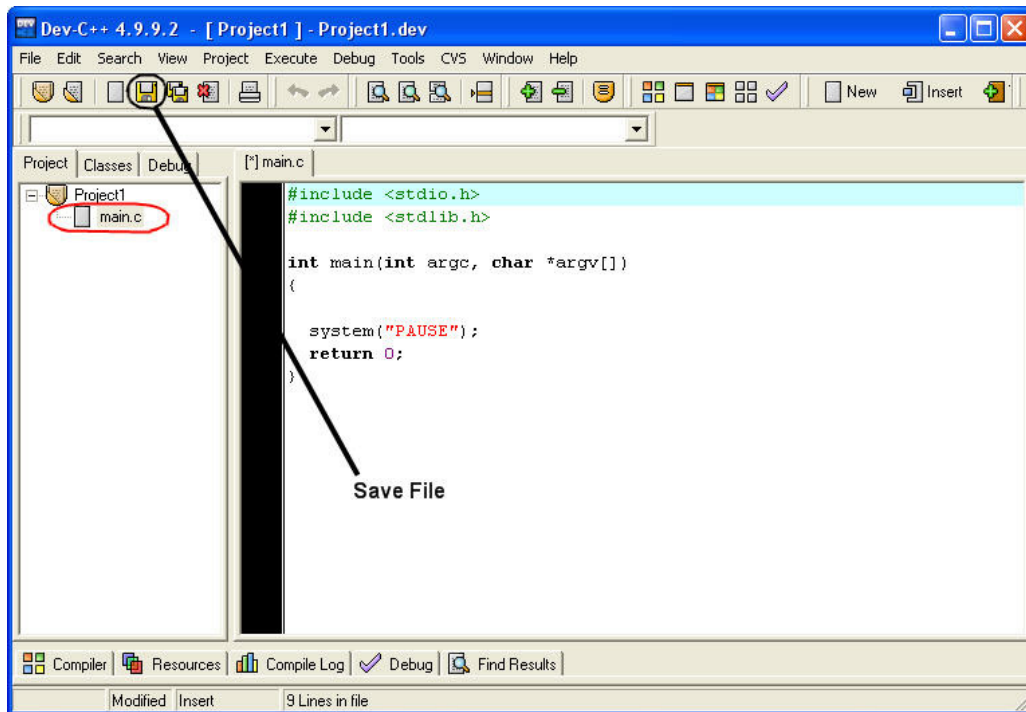 Dev-C++ 4.9.9.2 - [ Project1 ] - Project1.dev
File Edit Search View Project Execute Debug Tools CVS Window Help
New Insert
Project Classes Debug [*] main.c
Project1
main.c
#include <stdio.h>
#include <stdlib.h>
int main(int argc, char *argv[])
{
system("PAUSE");
return 0;
}
Save File
Compiler Resources Compile Log Debug Find Results
Modified Insert 9 Lines in file